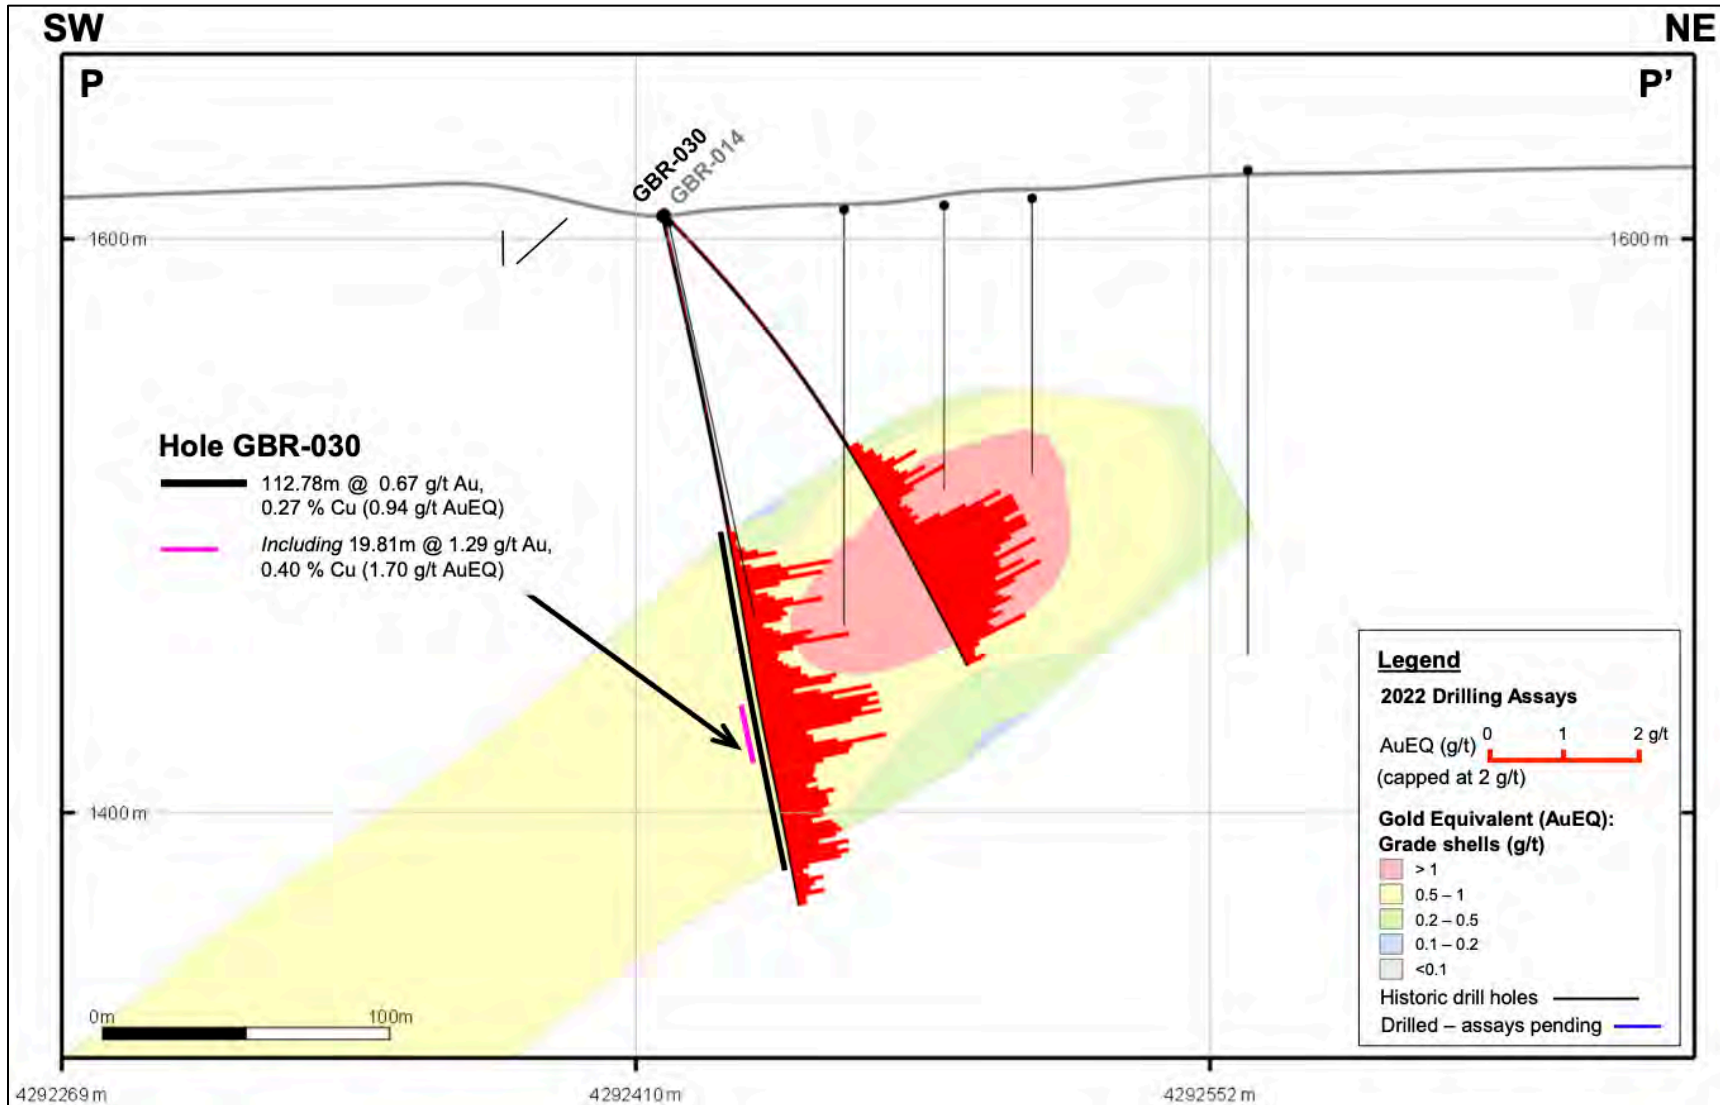 SW
NE
P
P’
GBR-030
GBR-014
1600 m
1600 m
Hole GBR-030
112.78m @ 0.67 g/t Au,
0.27 % Cu (0.94 g/t AuEQ)
Including 19.81m @ 1.29 g/t Au,
0.40 % Cu (1.70 g/t AuEQ)
1400 m
0m
100m
Legend
2022 Drilling Assays
AuEQ (g/t)
0
1
2 g/t
(capped at 2 g/t)
Gold Equivalent (AuEQ):
Grade shells (g/t)
> 1
0.5 – 1
0.2 – 0.5
0.1 – 0.2
<0.1
Historic drill holes
Drilled – assays pending
4292269 m
4292410 m
4292552 m